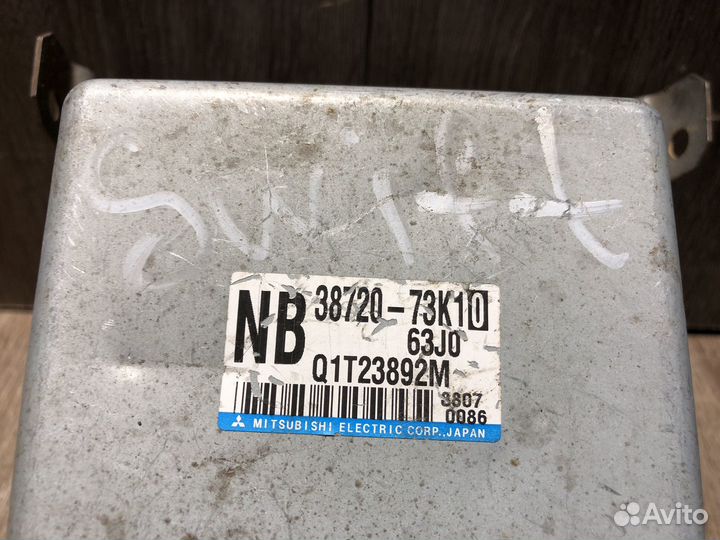 Swift
NB 38720-73K10
63J0
Q1T23892M
3807
0086
MITSUBISHI ELECTRIC CORP., JAPAN
Avito